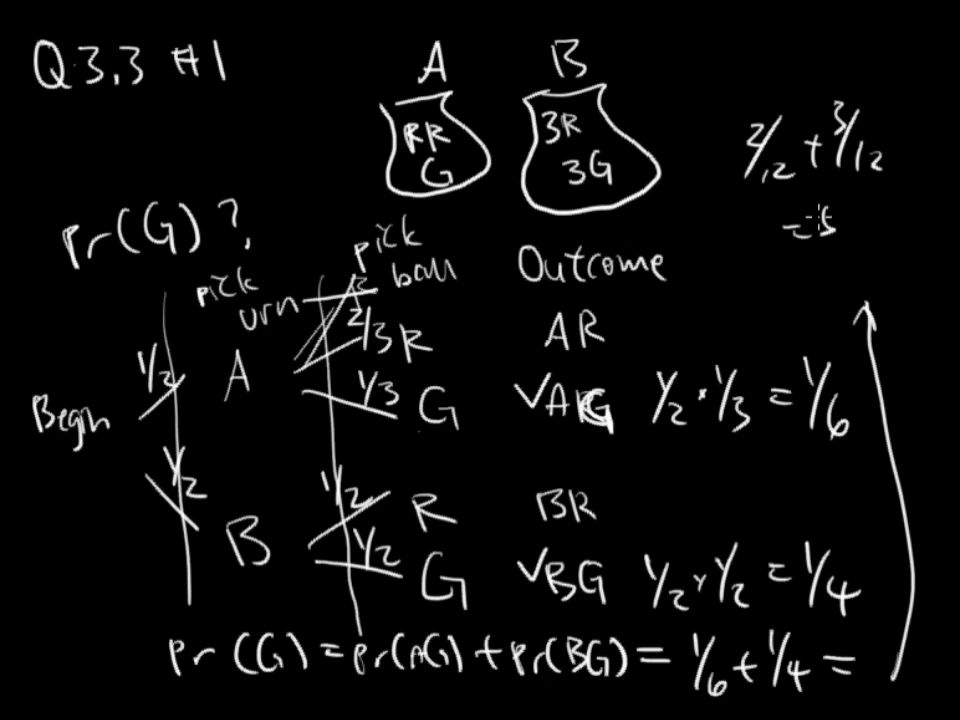 Q 3.3 #1
A B
RR
G
3R
3G
2/12 + 3/12
= 5
Pr(G)?
pick urn
pick ball
Outcome
1/2 A 2/3 R AR
Begin
1/3 G √AG 1/2 · 1/3 = 1/6
1/2 B 1/2 R BR
1/2 G √BG 1/2 · 1/2 = 1/4
Pr(G) = Pr(AG) + Pr(BG) = 1/6 + 1/4 =